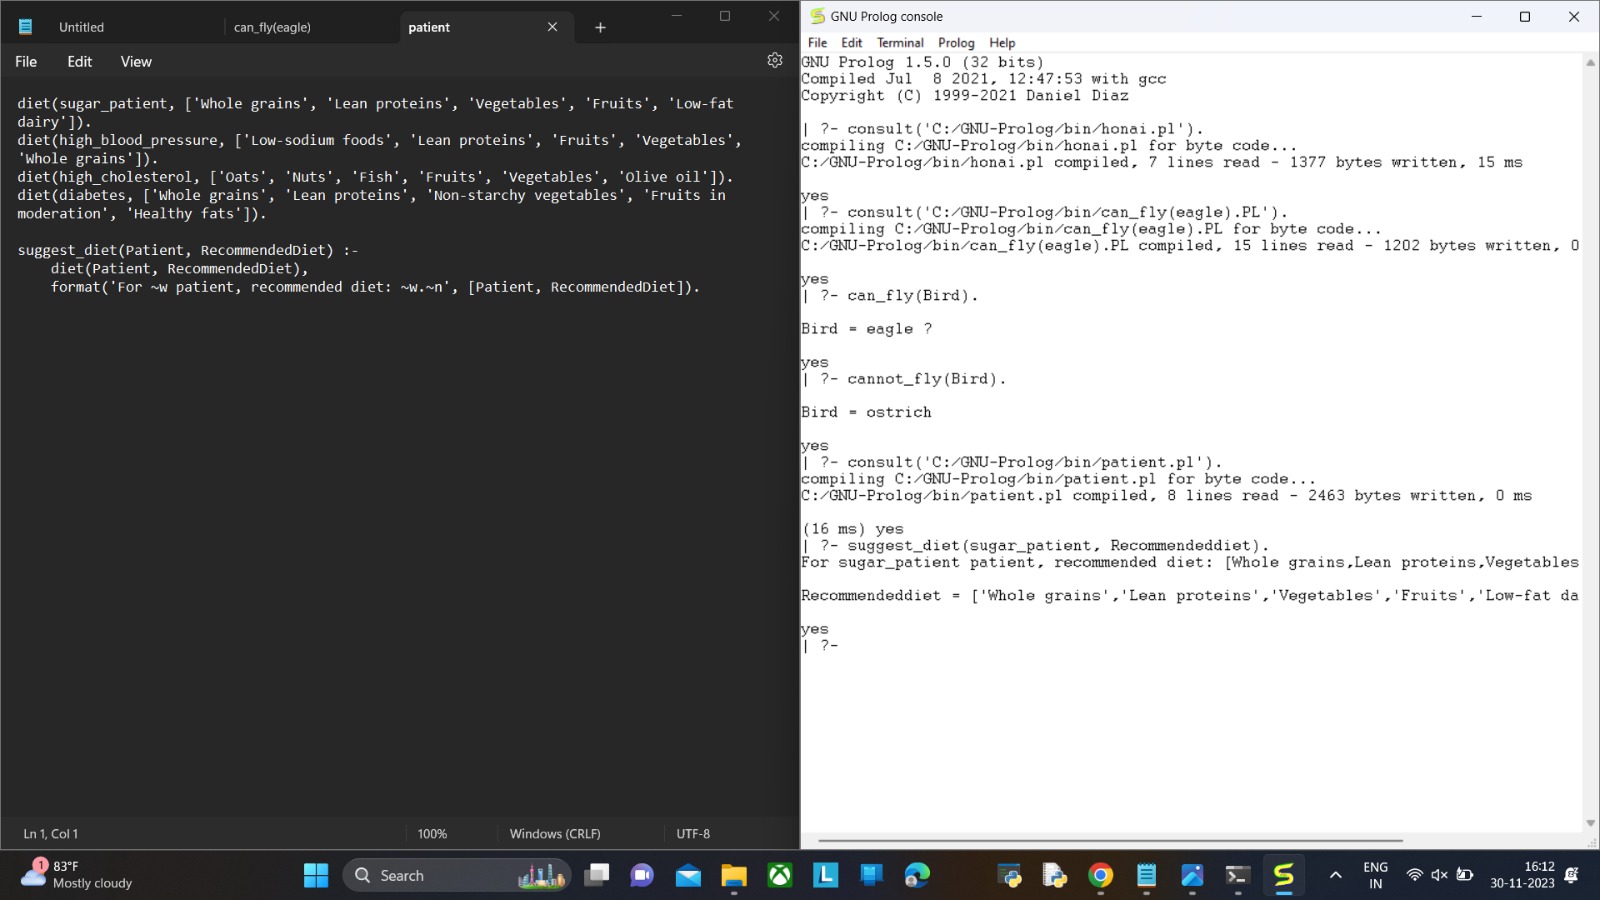 Untitled
can_fly(eagle)
patient
File Edit View
diet(sugar_patient, ['Whole grains', 'Lean proteins', 'Vegetables', 'Fruits', 'Low-fat
dairy']).
diet(high_blood_pressure, ['Low-sodium foods', 'Lean proteins', 'Fruits', 'Vegetables',
'Whole grains']).
diet(high_cholesterol, ['Oats', 'Nuts', 'Fish', 'Fruits', 'Vegetables', 'Olive oil']).
diet(diabetes, ['Whole grains', 'Lean proteins', 'Non-starchy vegetables', 'Fruits in
moderation', 'Healthy fats']).
suggest_diet(Patient, RecommendedDiet) :-
    diet(Patient, RecommendedDiet),
    format('For ~w patient, recommended diet: ~w.~n', [Patient, RecommendedDiet]).
Ln 1, Col 1
100%
Windows (CRLF)
UTF-8
GNU Prolog console
File Edit Terminal Prolog Help
GNU Prolog 1.5.0 (32 bits)
Compiled Jul  8 2021, 12:47:53 with gcc
Copyright (C) 1999-2021 Daniel Diaz
| ?- consult('C:/GNU-Prolog/bin/honai.pl').
compiling C:/GNU-Prolog/bin/honai.pl for byte code...
C:/GNU-Prolog/bin/honai.pl compiled, 7 lines read - 1377 bytes written, 15 ms
yes
| ?- consult('C:/GNU-Prolog/bin/can_fly(eagle).PL').
compiling C:/GNU-Prolog/bin/can_fly(eagle).PL for byte code...
C:/GNU-Prolog/bin/can_fly(eagle).PL compiled, 15 lines read - 1202 bytes written, 0
yes
| ?- can_fly(Bird).
Bird = eagle ?
yes
| ?- cannot_fly(Bird).
Bird = ostrich
yes
| ?- consult('C:/GNU-Prolog/bin/patient.pl').
compiling C:/GNU-Prolog/bin/patient.pl for byte code...
C:/GNU-Prolog/bin/patient.pl compiled, 8 lines read - 2463 bytes written, 0 ms
(16 ms) yes
| ?- suggest_diet(sugar_patient, Recommendeddiet).
For sugar_patient patient, recommended diet: [Whole grains,Lean proteins,Vegetables
Recommendeddiet = ['Whole grains','Lean proteins','Vegetables','Fruits','Low-fat da
yes
| ?-
1
83°F
Mostly cloudy
Search
L
ENG
IN
16:12
30-11-2023